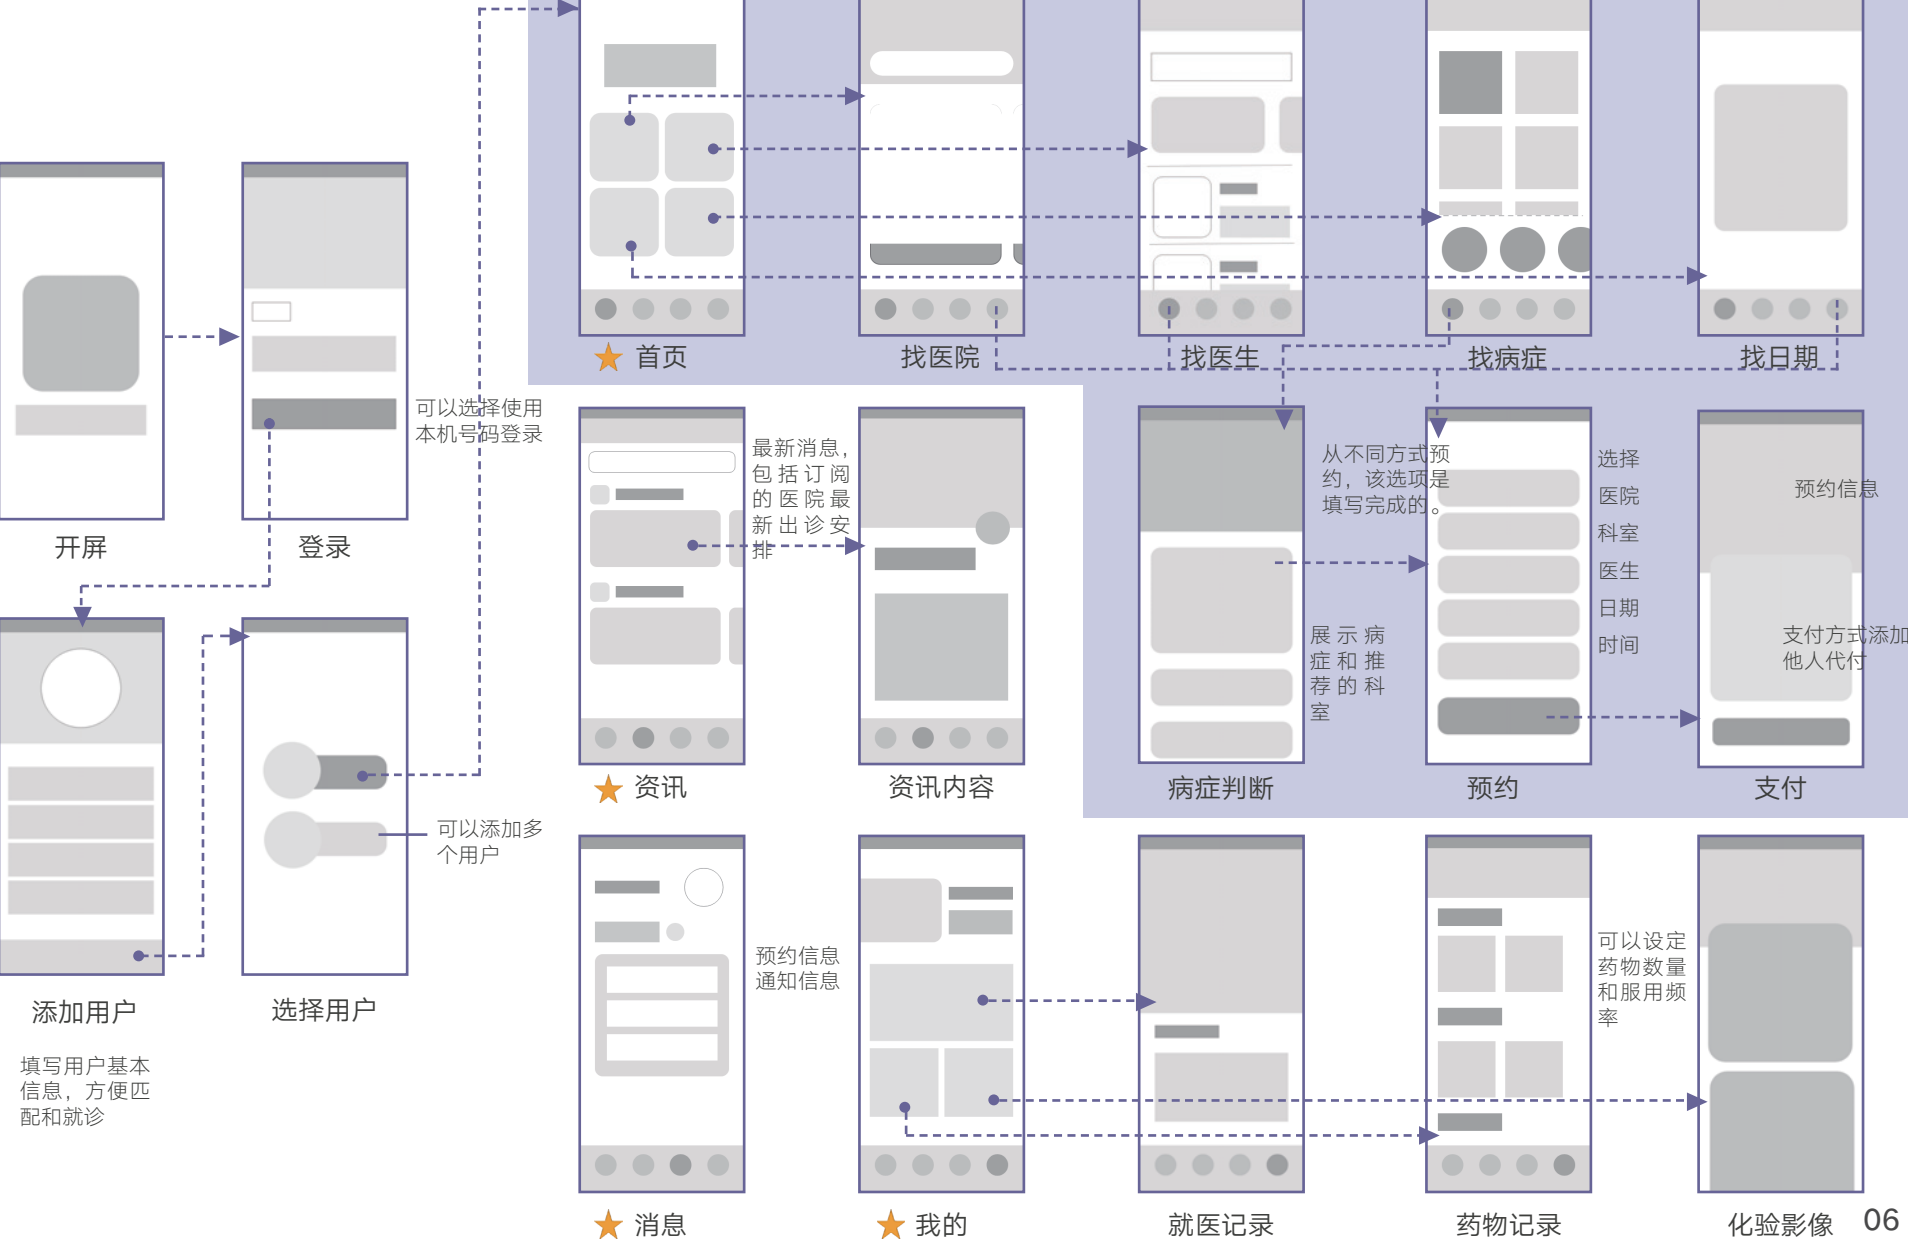 首页
找医院
找医生
找病症
找日期
可以选择使用
本机号码登录
开屏
登录
最新消息，
包括订阅
的医院最
新出诊安
排
从不同方式预
约，该选项是
填写完成的。
选择
医院
科室
医生
日期
时间
预约信息
支付方式添加
他人代付
展示病
症和推
荐的科
室
资讯
资讯内容
病症判断
预约
支付
可以添加多
个用户
添加用户
选择用户
填写用户基本
信息，方便匹
配和就诊
预约信息
通知信息
可以设定
药物数量
和服用频
率
消息
我的
就医记录
药物记录
化验影像
06